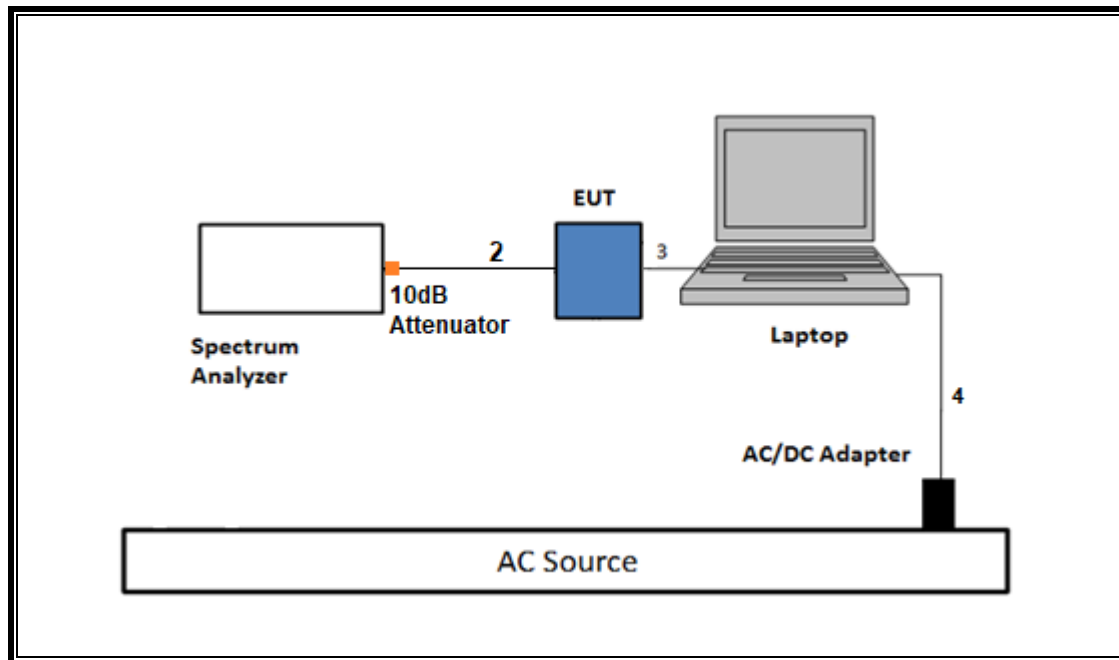 EUT
2
3
10dB
Attenuator
Spectrum
Analyzer
Laptop
4
AC/DC Adapter
AC Source